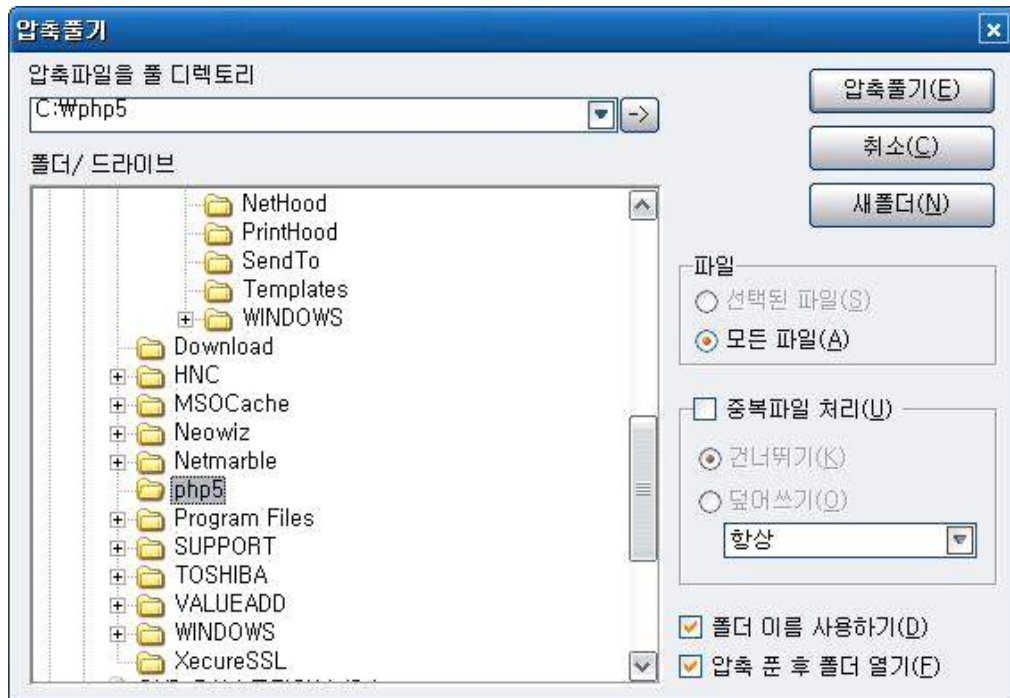 압축풀기
압축파일을 풀 디렉토리
C:₩php5
->
폴더/ 드라이브
NetHood
PrintHood
SendTo
Templates
WINDOWS
Download
HNC
MSOCache
Neowiz
Netmarble
php5
Program Files
SUPPORT
TOSHIBA
VALUEADD
WINDOWS
XecureSSL
압축풀기(E)
취소(C)
새폴더(N)
파일
선택된 파일(S)
모든 파일(A)
중복파일 처리(U)
건너뛰기(K)
덮어쓰기(O)
항상
폴더 이름 사용하기(D)
압축 푼 후 폴더 열기(F)